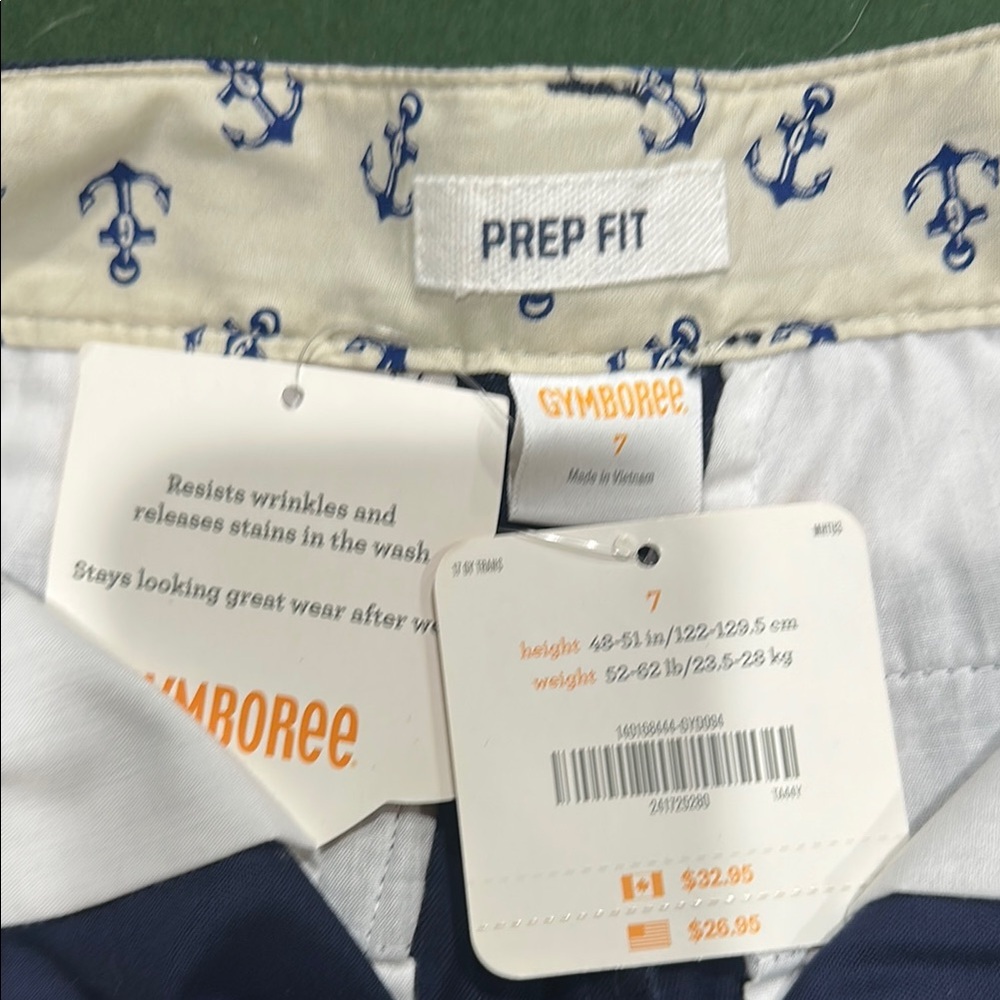 PREP FIT
GYMBOREE
7
Made in Vietnam
Resists wrinkles and
releases stains in the wash
Stays looking great wear after we
MBOREE
7
height 48-51 in/122-129.5 cm
weight 52-62 lb/23.5-28 kg
241729280
$32.95
$26.95